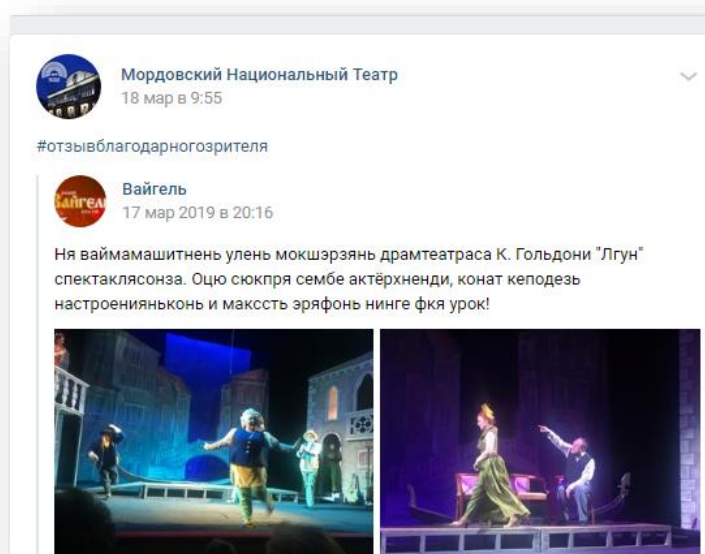 Мордовский Национальный Театр
18 мар в 9:55
#отзывблагодарногозрителя
Вайгель
Вайгель
17 мар 2019 в 20:16
Ня ваймамашитнень улень мокшэрзянь драмтеатраса К. Гольдони "Лгун"
спектаклясонза. Оцю сюкпря сембе актёрхненди, конат кеподезь
настроенияньконь и макссть эряфонь нинге фкя урок!